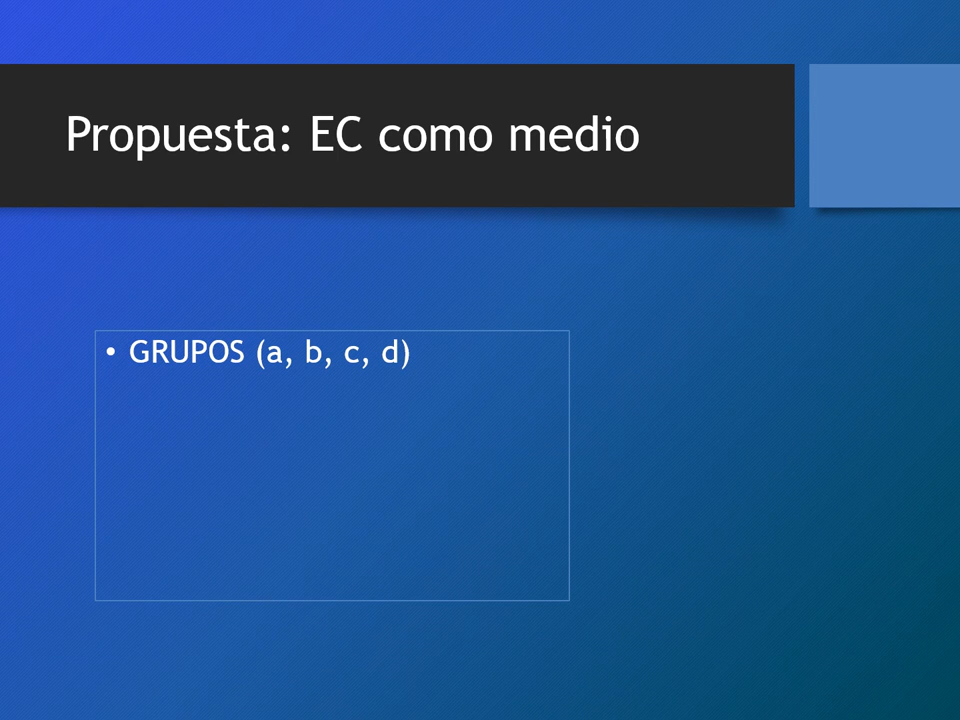 Propuesta: EC como medio
• GRUPOS (a, b, c, d)